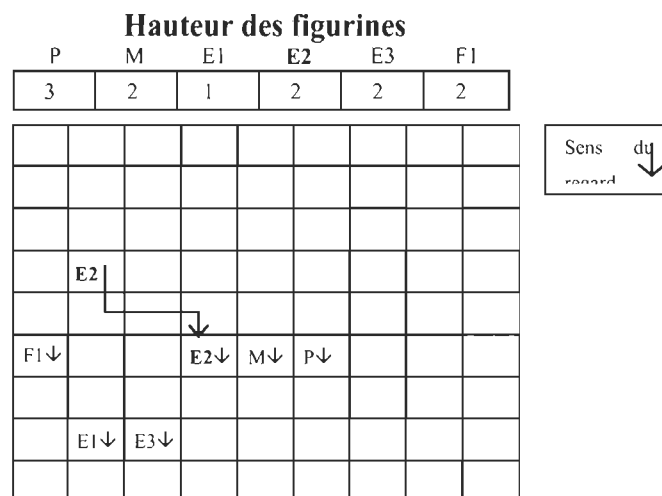 Hauteur des figurines
P M E1 E2 E3 F1
3 2 1 2 2 2
Sens du
regard
E2
F1↓ E2↓ M↓ P↓
E1↓ E3↓